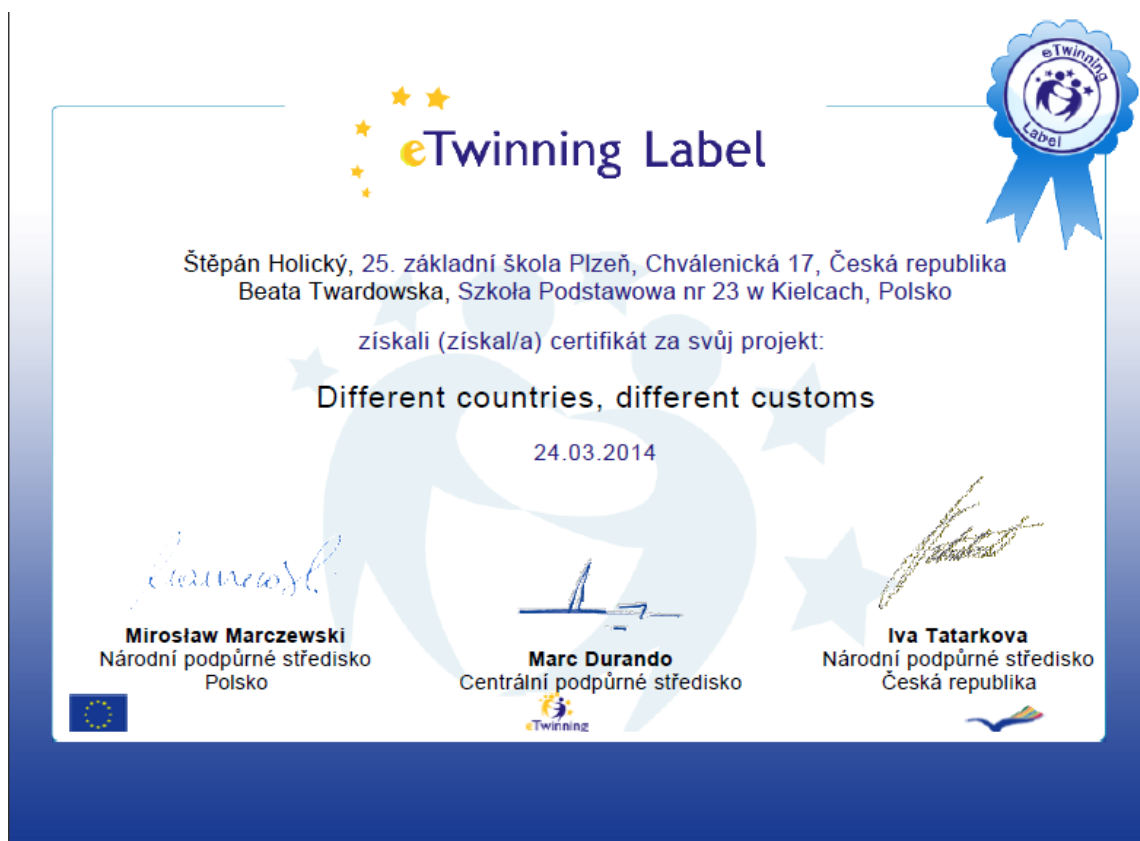 eTwinning
Label
eTwinning Label
Štěpán Holický, 25. základní škola Plzeň, Chválenická 17, Česká republika
Beata Twardowska, Szkoła Podstawowa nr 23 w Kielcach, Polsko
získali (získal/a) certifikát za svůj projekt:
Different countries, different customs
24.03.2014
Mirosław Marczewski
Národní podpůrné středisko
Polsko
Marc Durando
Centrální podpůrné středisko
eTwinning
Iva Tatarkova
Národní podpůrné středisko
Česká republika